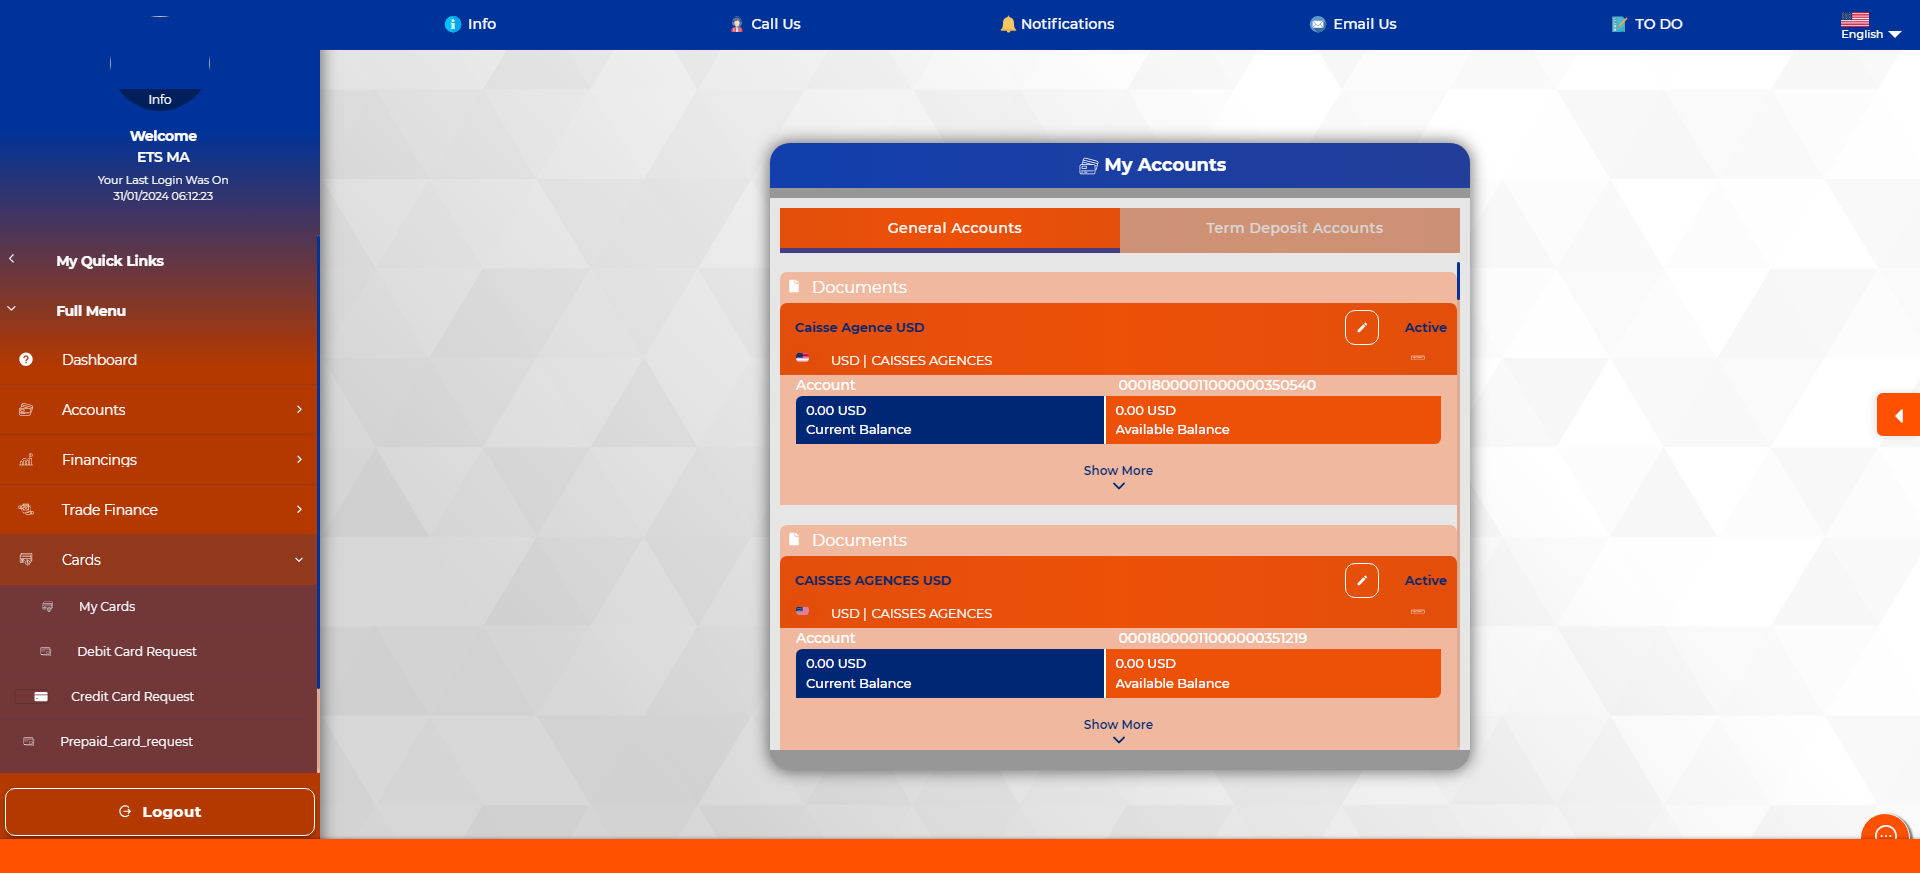 Info
Call Us
Notifications
Email Us
TO DO
English
Info
Welcome
ETS MA
Your Last Login Was On
31/01/2024 06:12:23
My Quick Links
Full Menu
Dashboard
Accounts
Financings
Trade Finance
Cards
My Cards
Debit Card Request
Credit Card Request
Prepaid_card_request
Logout
My Accounts
General Accounts
Term Deposit Accounts
Documents
Caisse Agence USD
Active
USD | CAISSES AGENCES
Account
00018000011000000350540
0.00 USD
Current Balance
0.00 USD
Available Balance
Show More
Documents
CAISSES AGENCES USD
Active
USD | CAISSES AGENCES
Account
00018000011000000351219
0.00 USD
Current Balance
0.00 USD
Available Balance
Show More